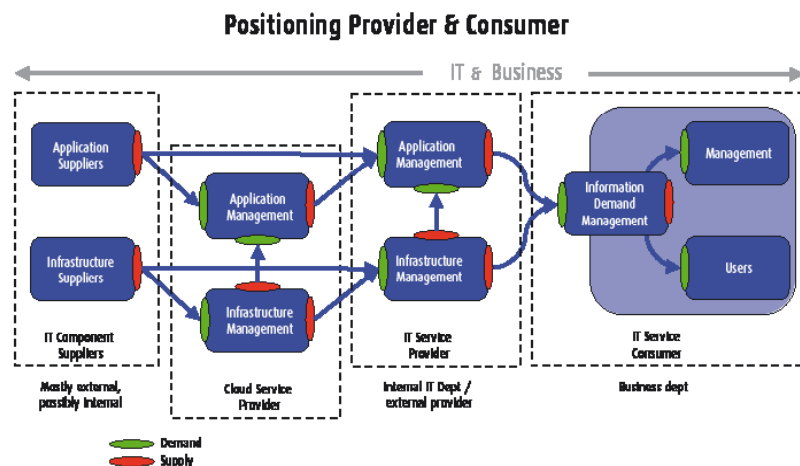 Positioning Provider & Consumer
IT & Business
Application
Suppliers
Infrastructure
Suppliers
IT Component
Suppliers
Mostly external,
possibly internal
Application
Management
Infrastructure
Management
Cloud Service
Provider
Application
Management
Infrastructure
Management
IT Service
Provider
Internal IT Dept /
external provider
Information
Demand
Management
Management
Users
IT Service
Consumer
Business dept
Demand
Supply